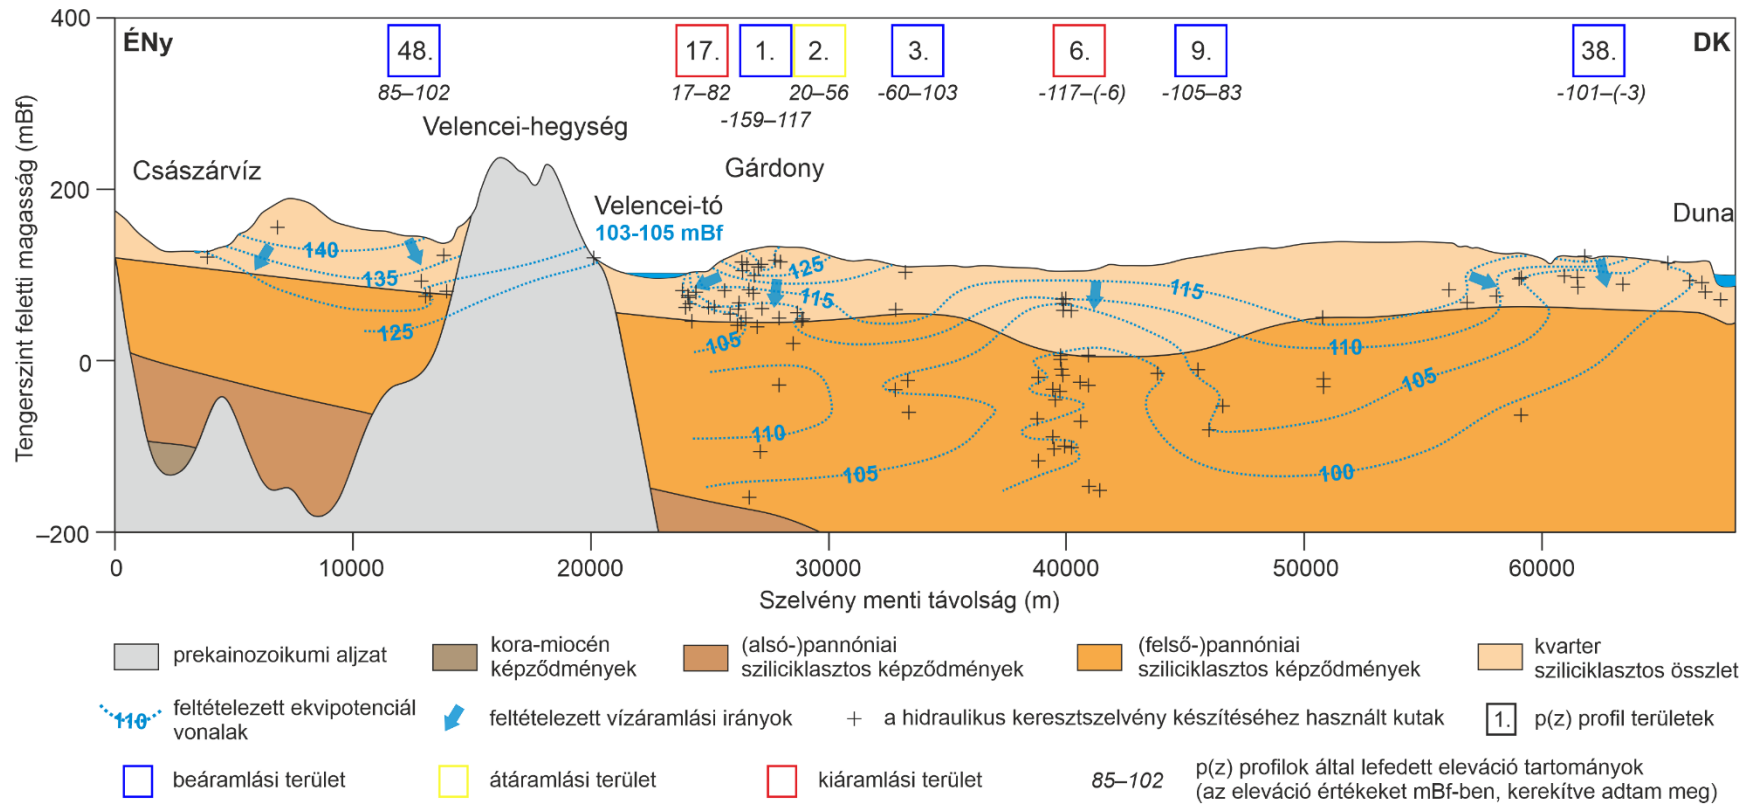 400
200
0
–200
Tengerszint feletti magasság (mBf)
ÉNy
DK
48.
17.
1.
2.
3.
6.
9.
38.
85–102
17–82
20–56
-60–103
-117–(-6)
-105–83
-101–(-3)
-159–117
Velencei-hegység
Császárvíz
Gárdony
Velencei-tó
103-105 mBf
Duna
140
135
125
125
115
105
110
105
115
110
105
100
0
10000
20000
30000
40000
50000
60000
Szelvény menti távolság (m)
prekainozoikumi aljzat
kora-miocén
képződmények
(alsó-)pannóniai
sziliciklasztos képződmények
(felső-)pannóniai
sziliciklasztos képződmények
kvarter
sziliciklasztos összlet
110
feltételezett ekvipotenciál
vonalak
feltételezett vízáramlási irányok
a hidraulikus keresztszelvény készítéséhez használt kutak
1.
p(z) profil területek
beáramlási terület
átáramlási terület
kiáramlási terület
85–102
p(z) profilok által lefedett eleváció tartományok
(az eleváció értékeket mBf-ben, kerekítve adtam meg)